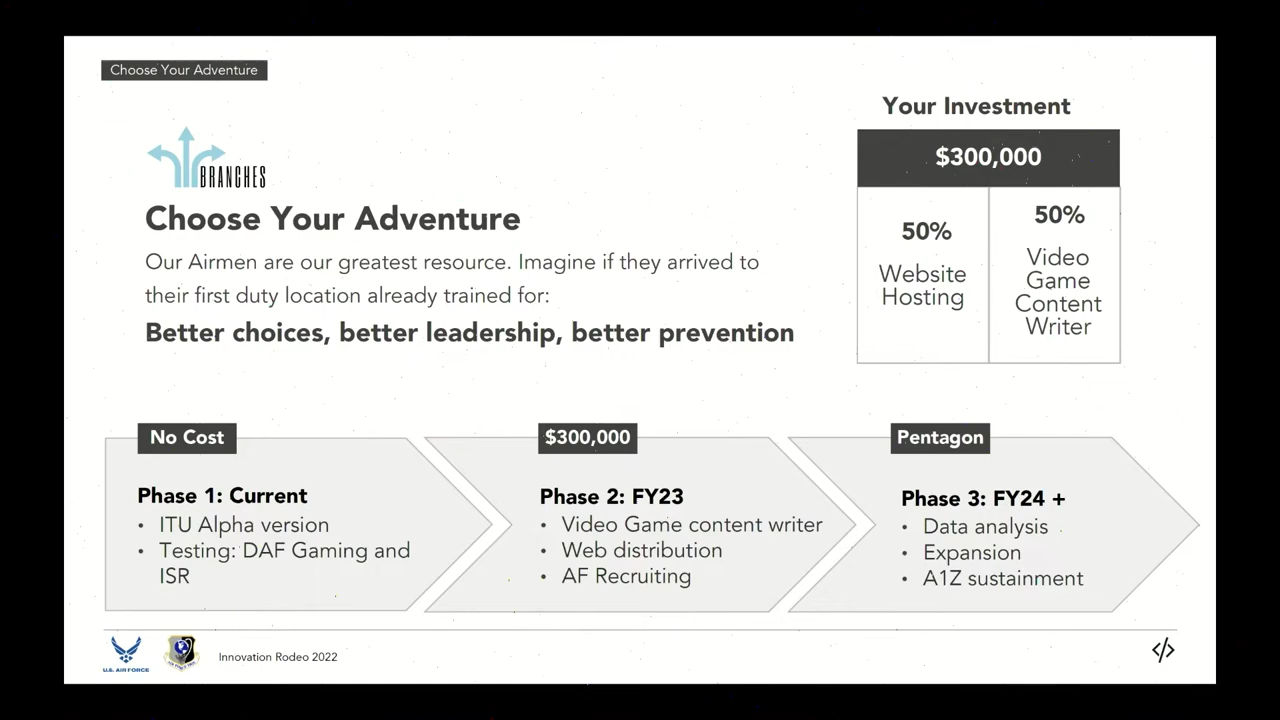 Choose Your Adventure
BRANCHES
Choose Your Adventure
Our Airmen are our greatest resource. Imagine if they arrived to
their first duty location already trained for:
Better choices, better leadership, better prevention
Your Investment
$300,000
50%
Website
Hosting
50%
Video
Game
Content
Writer
No Cost
Phase 1: Current
• ITU Alpha version
• Testing: DAF Gaming and
ISR
$300,000
Phase 2: FY23
• Video Game content writer
• Web distribution
• AF Recruiting
Pentagon
Phase 3: FY24 +
• Data analysis
• Expansion
• A1Z sustainment
U.S. AIR FORCE
Innovation Rodeo 2022
</>